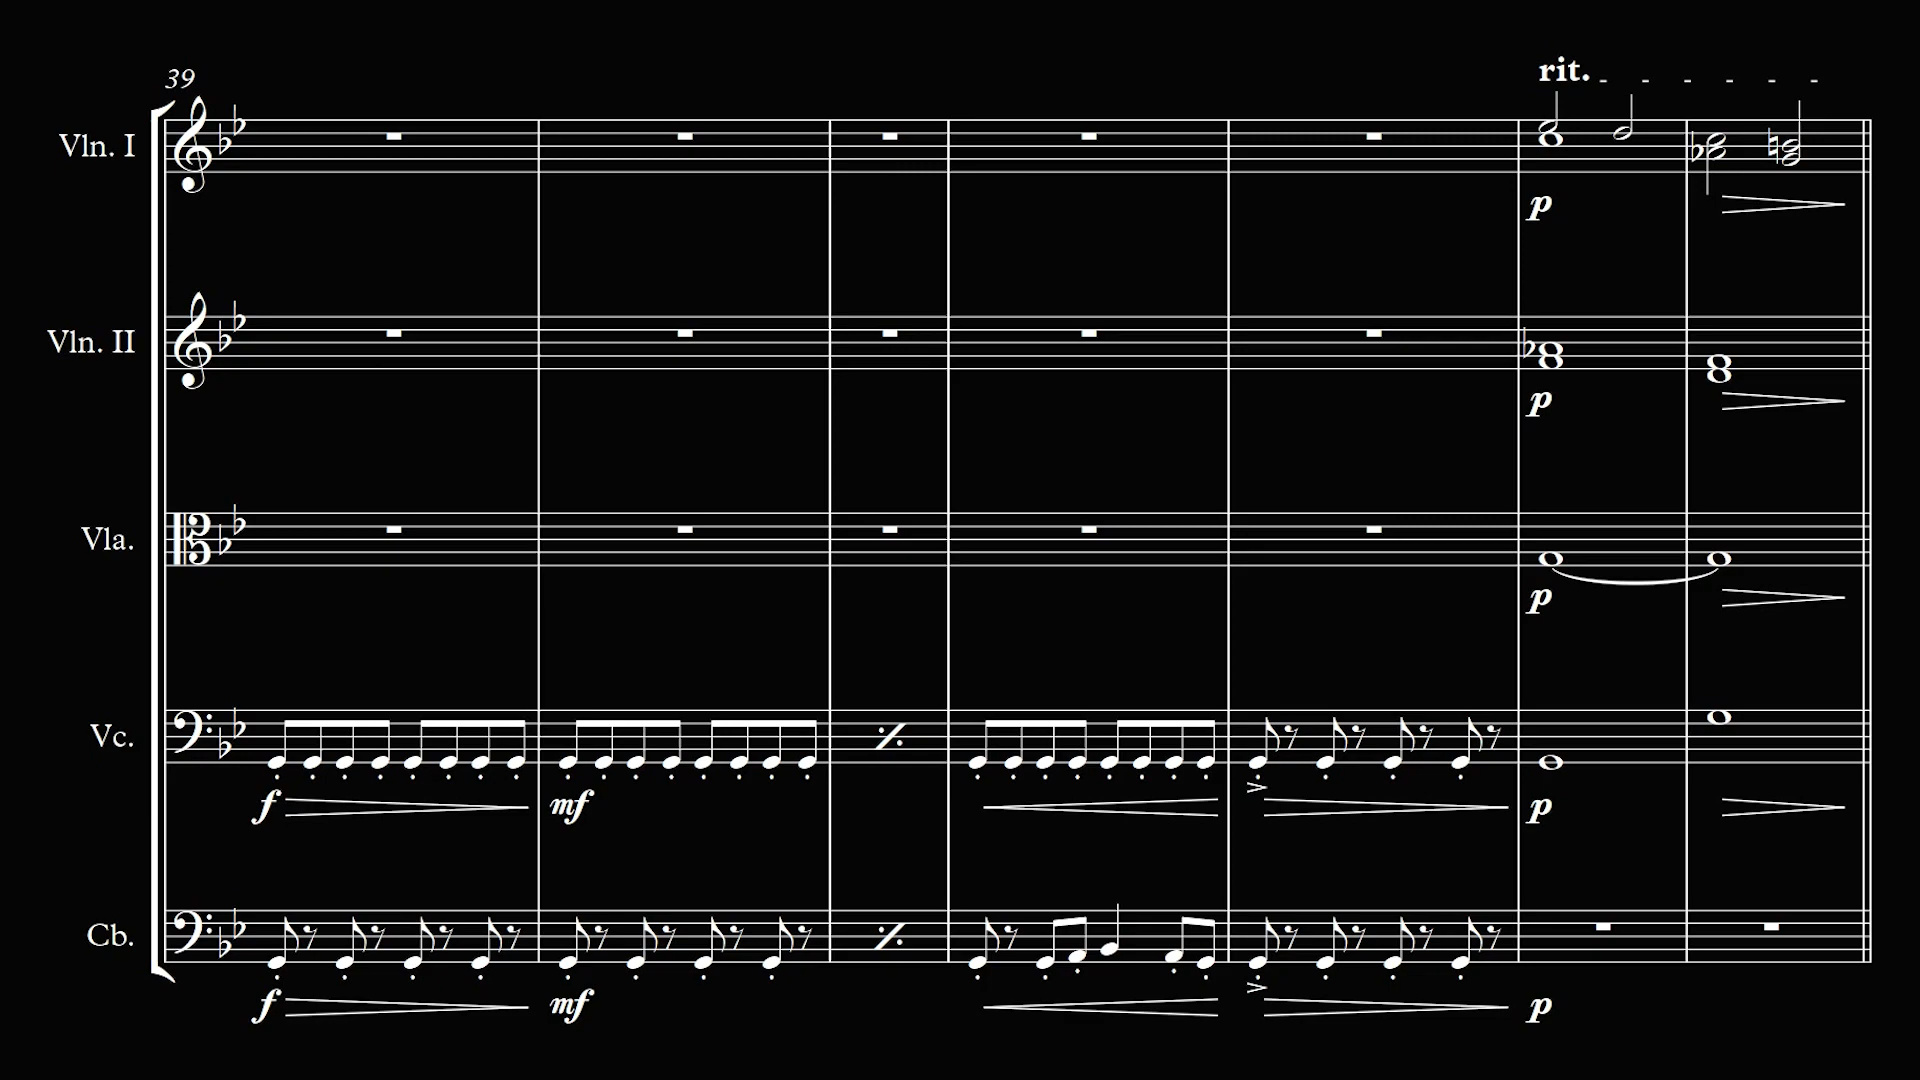 rit.
39
Vln. I
p
Vln. II
p
Vla.
p
Vc.
f mf p
Cb.
f mf p